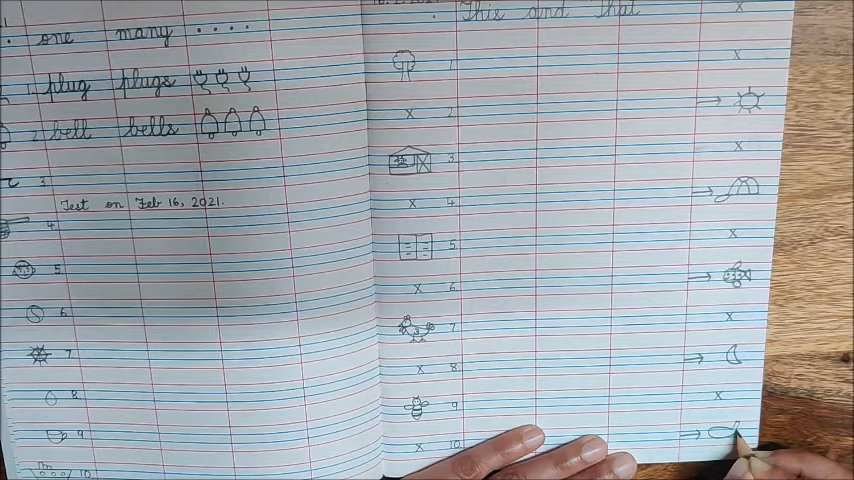 one many
1. plug plugs
2. bell bells
3
Test on Feb 16, 2021.
4
5
6
7
8
9
10
This and That
x
1
x
x 2
3
x
x 4
5
x
x 6
7
x
x 8
9
x
x 10